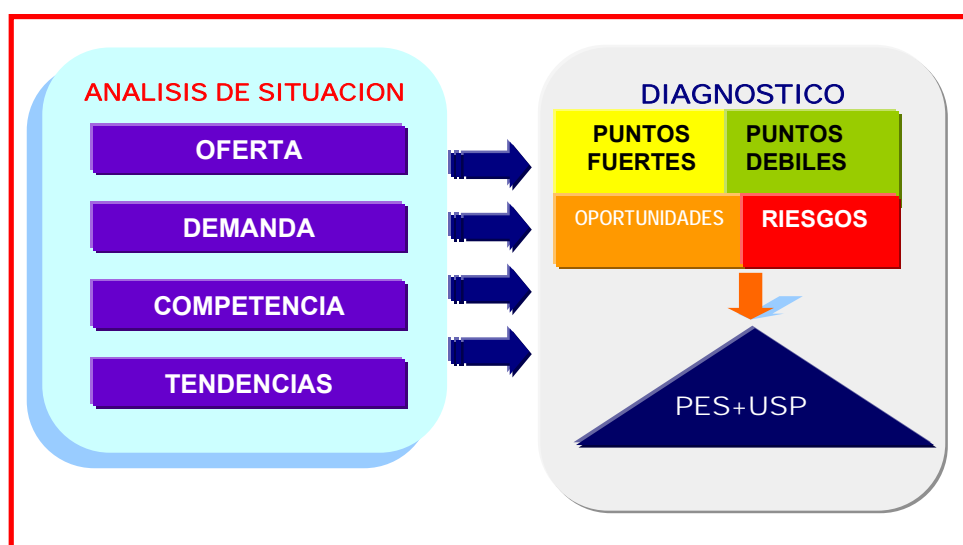 ANALISIS DE SITUACION
OFERTA
DEMANDA
COMPETENCIA
TENDENCIAS
DIAGNOSTICO
PUNTOS
FUERTES
PUNTOS
DEBILES
OPORTUNIDADES
RIESGOS
PES+USP